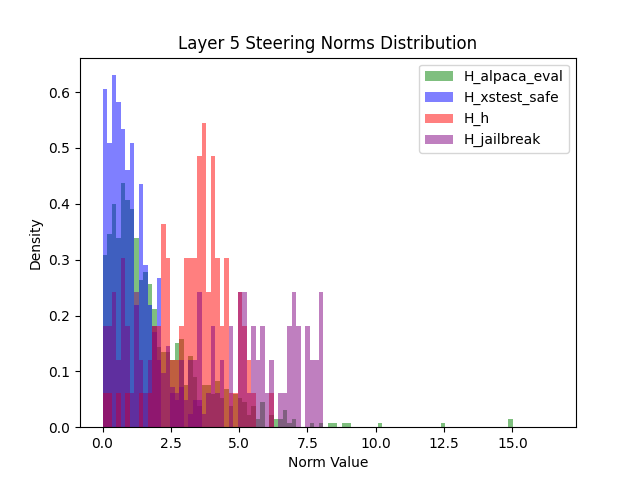 Layer 5 Steering Norms Distribution
H_alpaca_eval
H_xstest_safe
H_h
H_jailbreak
Density
0.6
0.5
0.4
0.3
0.2
0.1
0.0
0.0 2.5 5.0 7.5 10.0 12.5 15.0
Norm Value